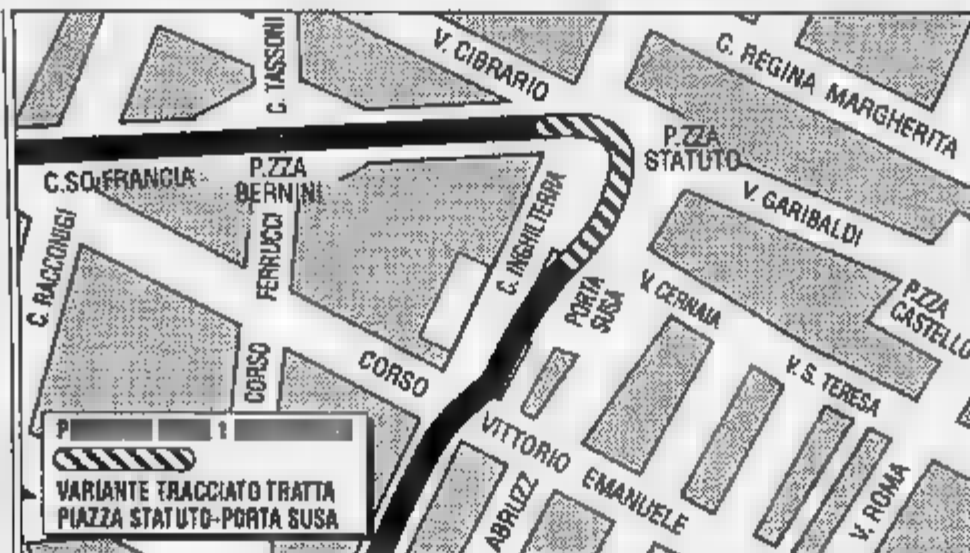 C. TASSONI
V. CIBRARIO
C. REGINA MARGHERITA
P.ZZA
STATUTO
C.SO FRANCIA
P.ZZA
BERNINI
V. GARIBALDI
C. RACCONIGI
CORSO FERRUCCI
C. INGHILTERRA
PORTA
SUSA
V. CERNAIA
P.ZZA
CASTELLO
V.S. TERESA
CORSO VITTORIO EMANUELE
ABRUZZ
V. ROMA
VARIANTE TRACCIATO TRATTA
PIAZZA STATUTO-PORTA SUSA